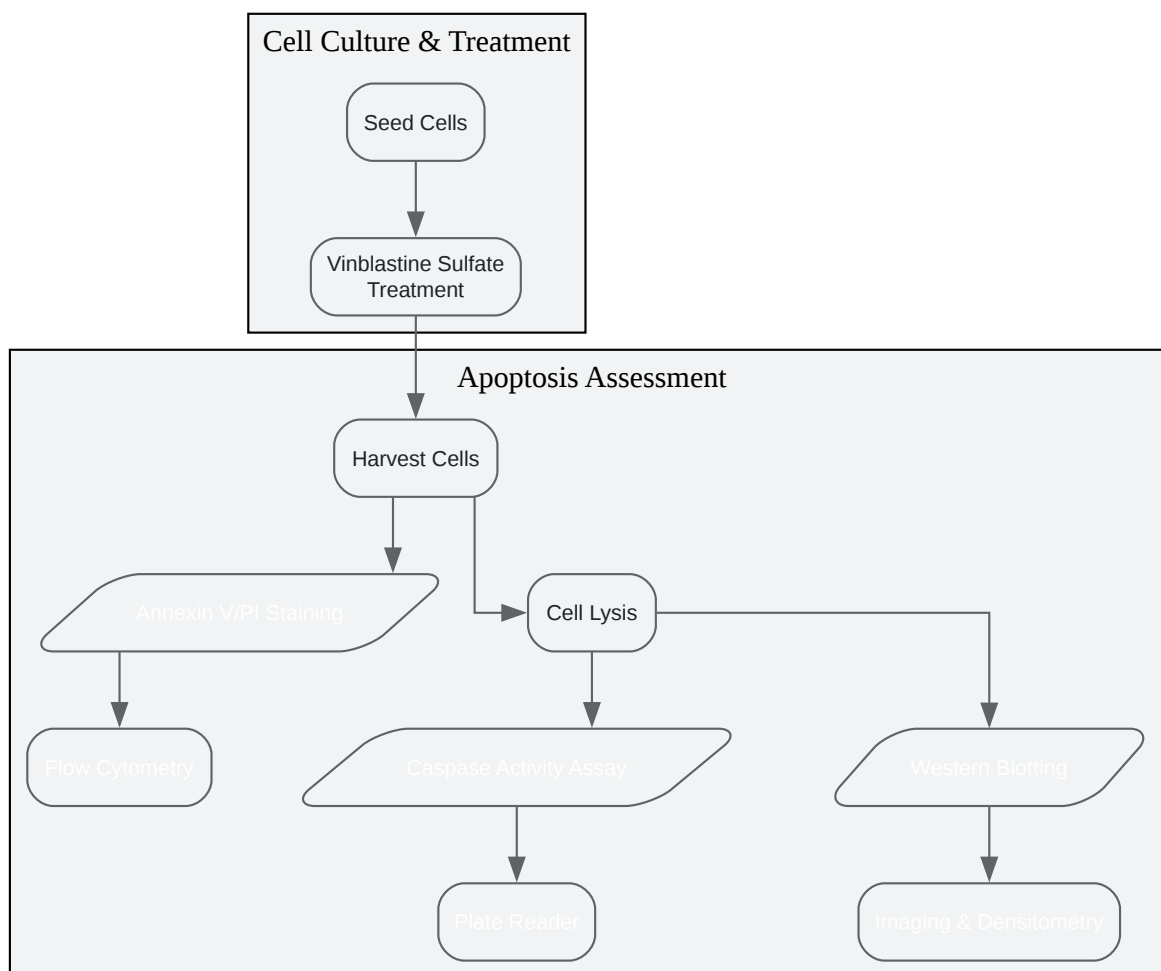 Cell Culture & Treatment
Seed Cells
Vinblastine Sulfate
Treatment
Apoptosis Assessment
Harvest Cells
Annexin V/PI Staining
Cell Lysis
Flow Cytometry
Caspase Activity Assay
Western Blotting
Plate Reader
Imaging & Densitometry